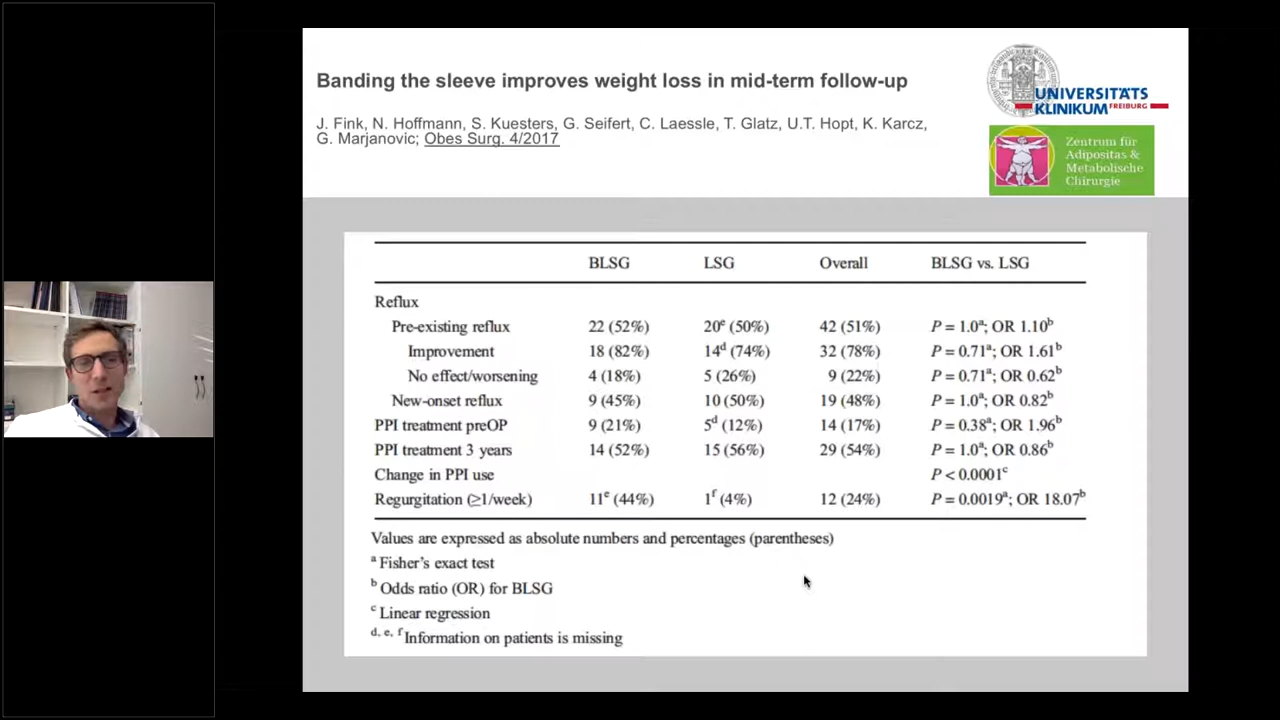 Banding the sleeve improves weight loss in mid-term follow-up
J. Fink, N. Hoffmann, S. Kuesters, G. Seifert, C. Laessle, T. Glatz, U.T. Hopt, K. Karcz,
G. Marjanovic; Obes Surg. 4/2017
UNIVERSITÄTS
KLINIKUM FREIBURG
Zentrum für
Adipositas &
Metabolische
Chirurgie
BLSG LSG Overall BLSG vs. LSG
Reflux
Pre-existing reflux 22 (52%) 20e (50%) 42 (51%) P = 1.0a; OR 1.10b
Improvement 18 (82%) 14d (74%) 32 (78%) P = 0.71a; OR 1.61b
No effect/worsening 4 (18%) 5 (26%) 9 (22%) P = 0.71a; OR 0.62b
New-onset reflux 9 (45%) 10 (50%) 19 (48%) P = 1.0a; OR 0.82b
PPI treatment preOP 9 (21%) 5d (12%) 14 (17%) P = 0.38a; OR 1.96b
PPI treatment 3 years 14 (52%) 15 (56%) 29 (54%) P = 1.0a; OR 0.86b
Change in PPI use P < 0.0001c
Regurgitation (≥1/week) 11e (44%) 1f (4%) 12 (24%) P = 0.0019a; OR 18.07b
Values are expressed as absolute numbers and percentages (parentheses)
a Fisher's exact test
b Odds ratio (OR) for BLSG
c Linear regression
d, e, f Information on patients is missing